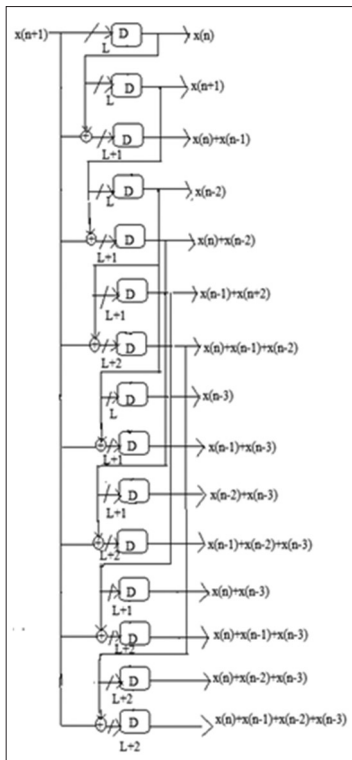 x(n+1)
D
x(n)
L
D
x(n+1)
L
D
x(n)+x(n-1)
L+1
D
x(n-2)
L
D
x(n)+x(n-2)
L+1
D
x(n-1)+x(n+2)
L+1
D
x(n)+x(n-1)+x(n-2)
L+2
D
x(n-3)
L
D
x(n-1)+x(n-3)
L+1
D
x(n-2)+x(n-3)
L+1
D
x(n-1)+x(n-2)+x(n-3)
L+2
D
x(n)+x(n-3)
L+1
D
x(n)+x(n-1)+x(n-3)
L+2
D
x(n)+x(n-2)+x(n-3)
L+2
D
x(n)+x(n-1)+x(n-2)+x(n-3)
L+2